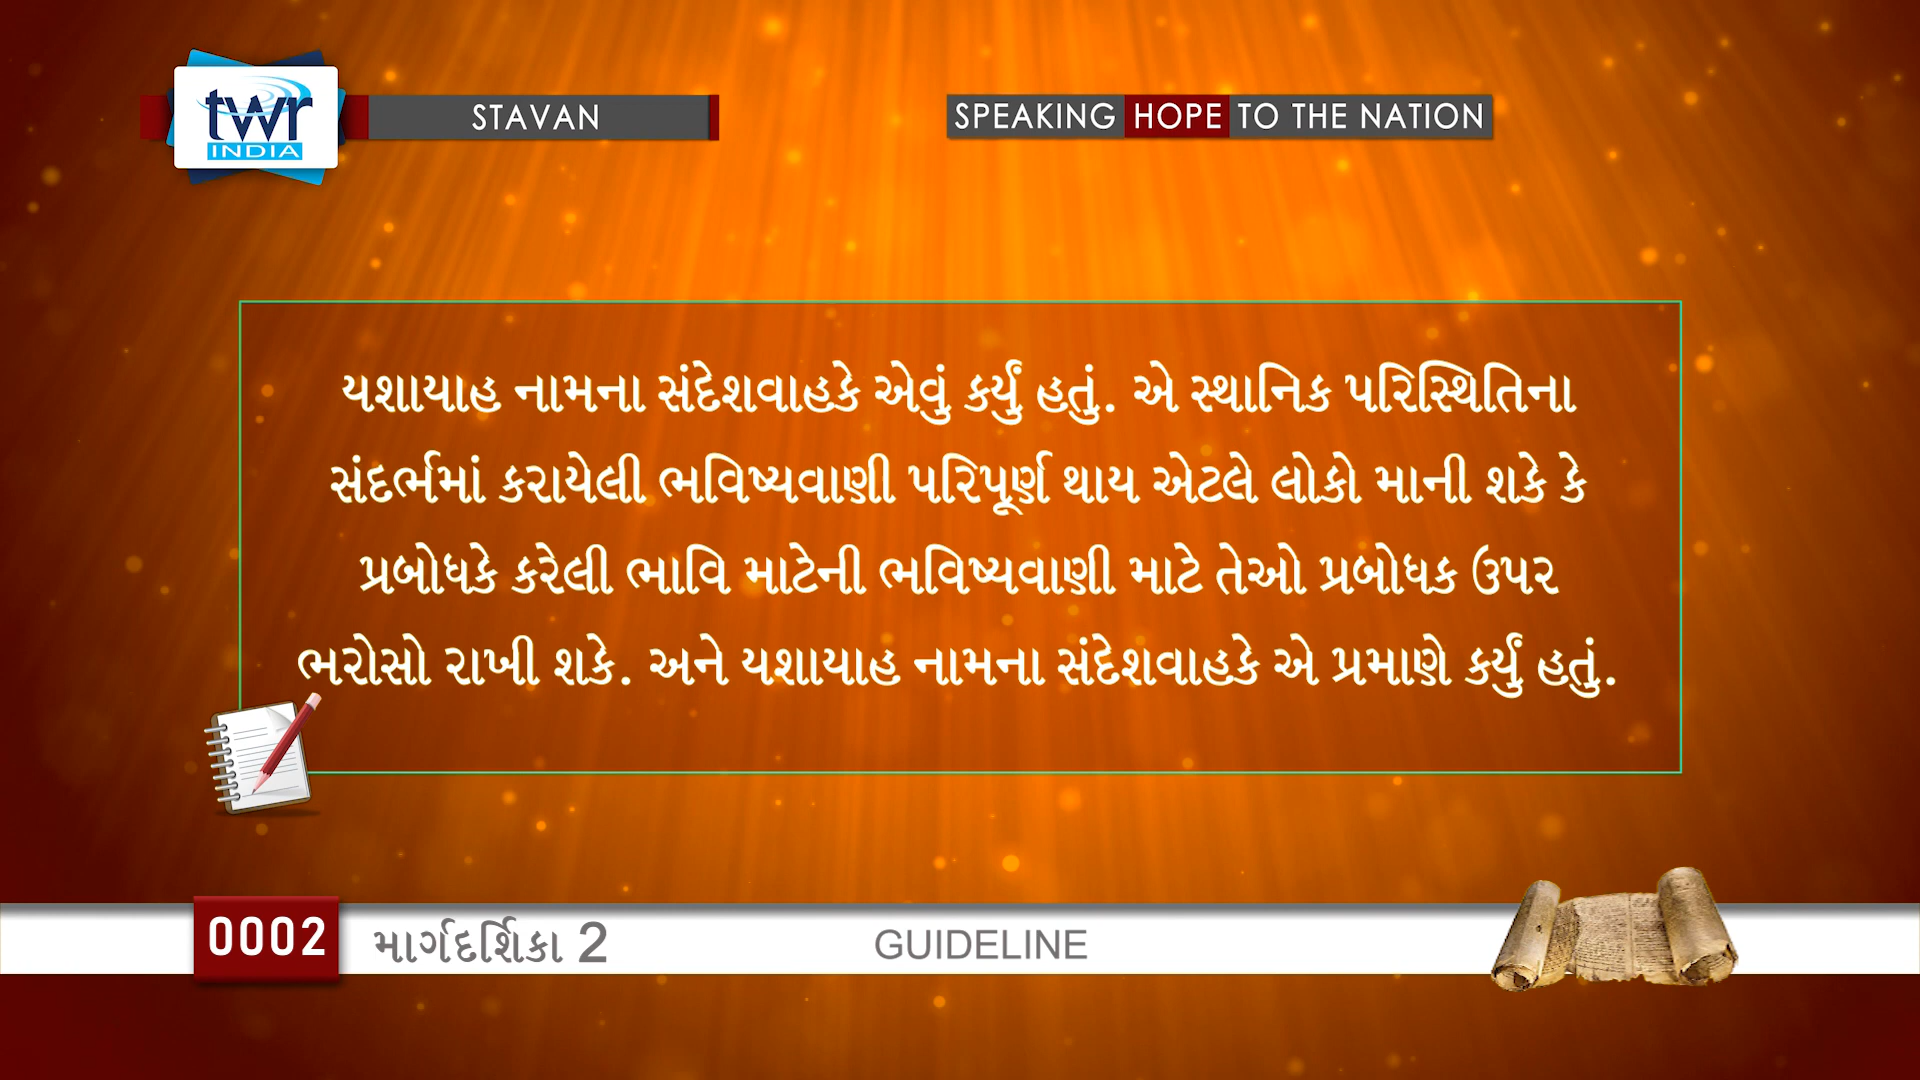 twr
INDIA
STAVAN
SPEAKING HOPE TO THE NATION
યશાયાહ નામના સંદેશવાહકે એવું કર્યું હતું. એ સ્થાનિક પરિસ્થિતિના
સંદર્ભમાં કરાયેલી ભવિષ્યવાણી પરિપૂર્ણ થાય એટલે લોકો માની શકે કે
પ્રબોધકે કરેલી ભાવિ માટેની ભવિષ્યવાણી માટે તેઓ પ્રબોધક ઉપર
ભરોસો રાખી શકે. અને યશાયાહ નામના સંદેશવાહકે એ પ્રમાણે કર્યું હતું.
0002 માર્ગદર્શિકા 2 GUIDELINE